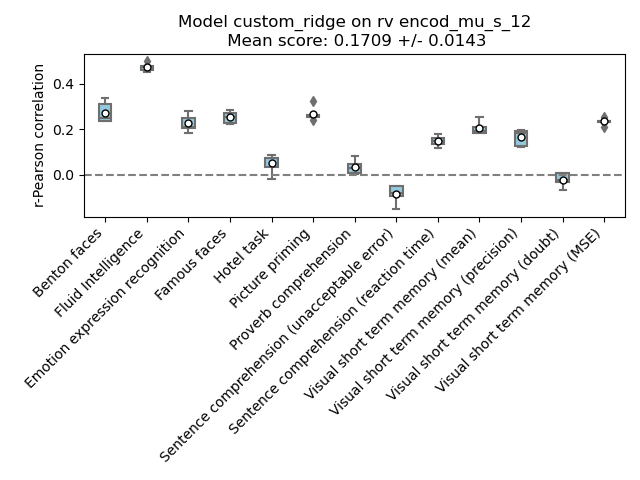 Model custom_ridge on rv encod_mu_s_12
Mean score: 0.1709 +/- 0.0143
r-Pearson correlation
0.4
0.2
0.0
Benton faces
Fluid Intelligence
Emotion expression recognition
Famous faces
Hotel task
Picture priming
Proverb comprehension
Sentence comprehension (unacceptable error)
Sentence comprehension (reaction time)
Visual short term memory (mean)
Visual short term memory (precision)
Visual short term memory (doubt)
Visual short term memory (MSE)